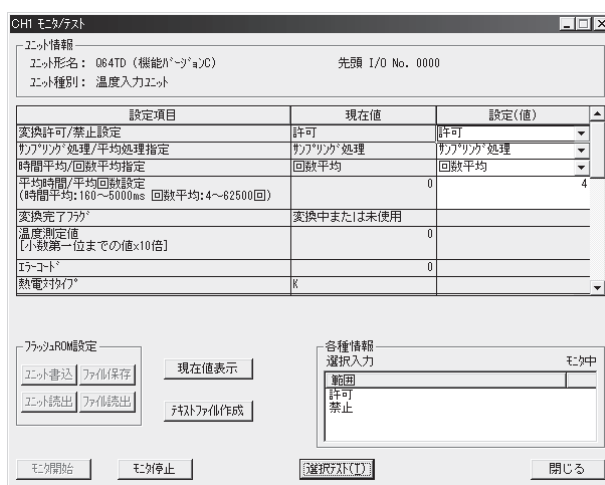 CH1 ﾓﾆﾀ/ﾃｽﾄ
ﾕﾆｯﾄ情報
ﾕﾆｯﾄ形名： Q64TD (機能ﾊﾞｰｼﾞｮﾝC) 先頭 I/O No. 0000
ﾕﾆｯﾄ種別： 温度入力ﾕﾆｯﾄ
設定項目 現在値 設定(値)
変換許可/禁止設定 許可 許可
ｻﾝﾌﾟﾘﾝｸﾞ処理/平均処理指定 ｻﾝﾌﾟﾘﾝｸﾞ処理 ｻﾝﾌﾟﾘﾝｸﾞ処理
時間平均/回数平均指定 回数平均 回数平均
平均時間/平均回数設定 0 4
(時間平均:160～5000ms 回数平均:4～62500回)
変換完了ﾌﾗｸﾞ 変換中または未使用
温度測定値 0
[小数第一位までの値x10倍]
ｴﾗｰｺｰﾄﾞ 0
熱電対ﾀｲﾌﾟ K
ﾌﾗｯｼｭROM設定
ﾕﾆｯﾄ書込 ﾌｧｲﾙ保存
ﾕﾆｯﾄ読出 ﾌｧｲﾙ読出
現在値表示
ﾃｷｽﾄﾌｧｲﾙ作成
各種情報
選択入力 ﾓﾆﾀ中
範囲
許可
禁止
ﾓﾆﾀ開始 ﾓﾆﾀ停止 選択ﾃｽﾄ(T) 閉じる